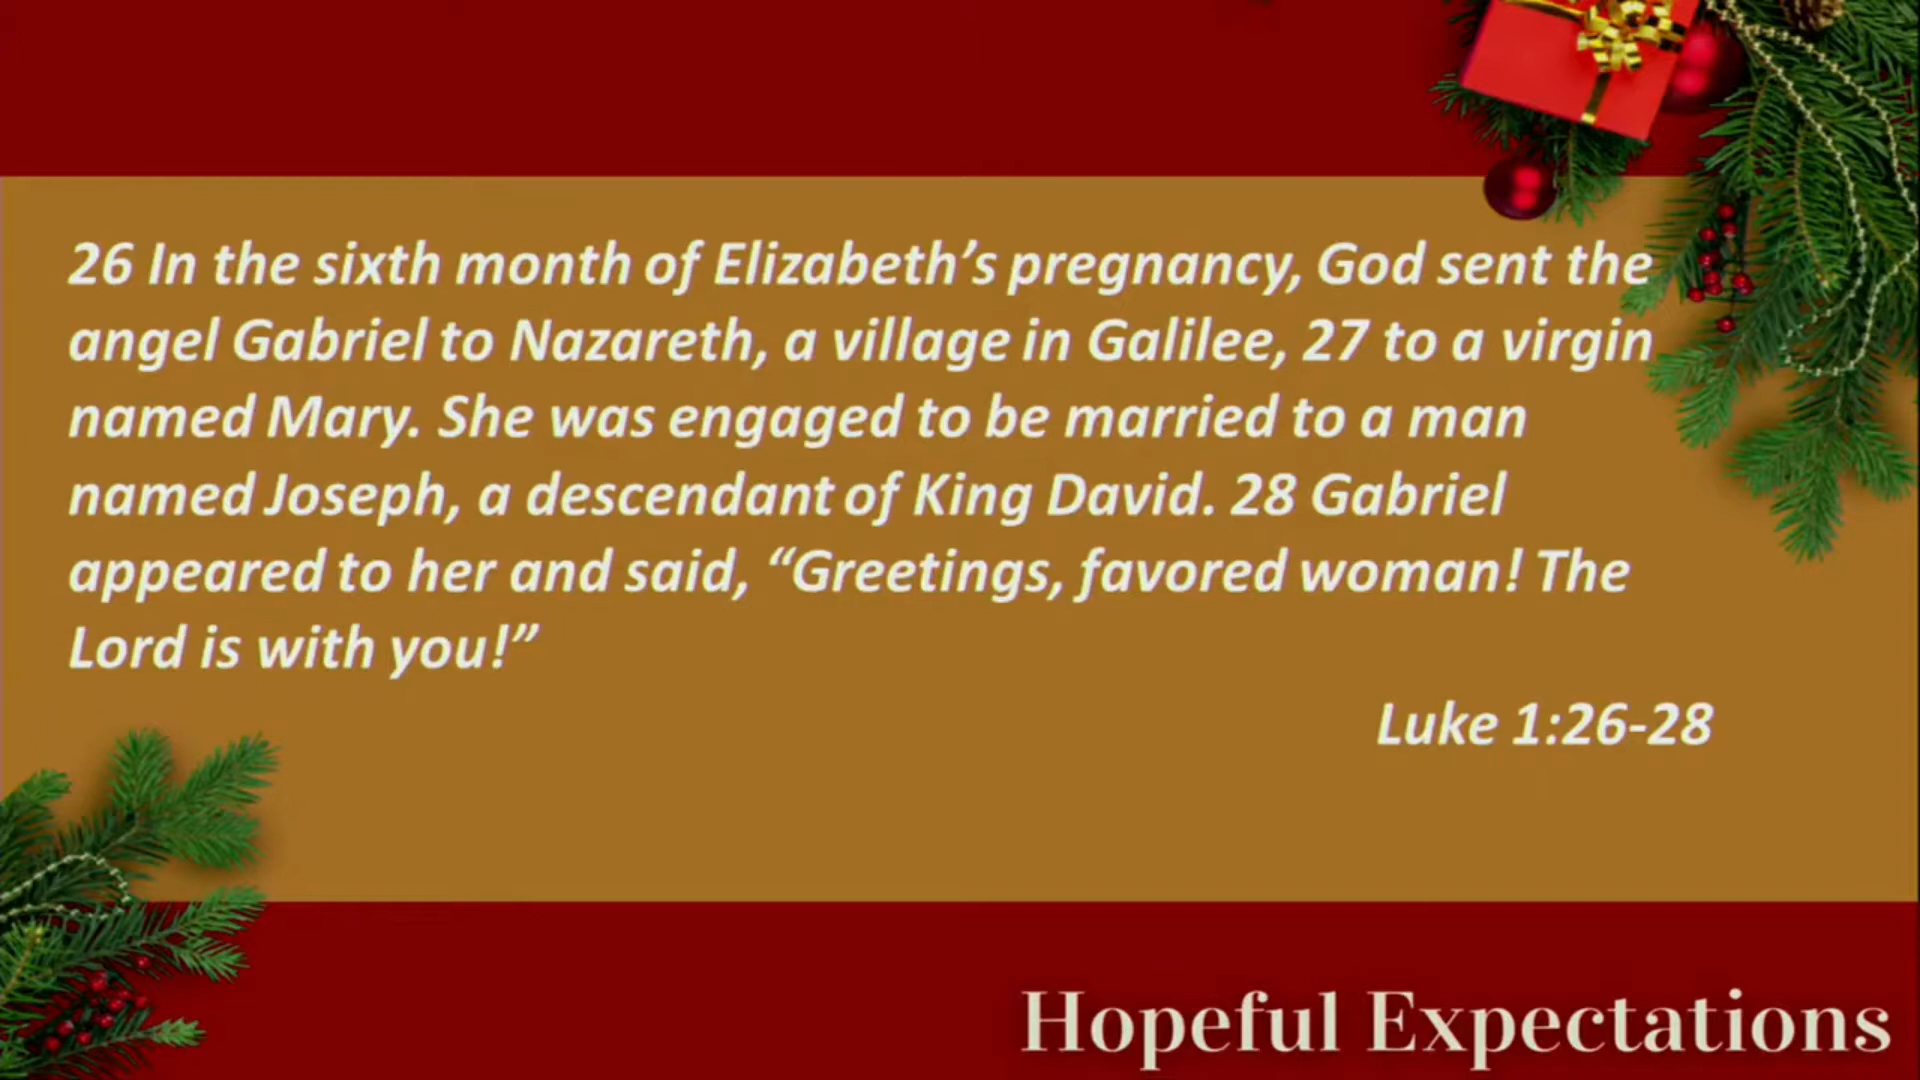 26 In the sixth month of Elizabeth’s pregnancy, God sent the
angel Gabriel to Nazareth, a village in Galilee, 27 to a virgin
named Mary. She was engaged to be married to a man
named Joseph, a descendant of King David. 28 Gabriel
appeared to her and said, “Greetings, favored woman! The
Lord is with you!”
Luke 1:26-28
Hopeful Expectations